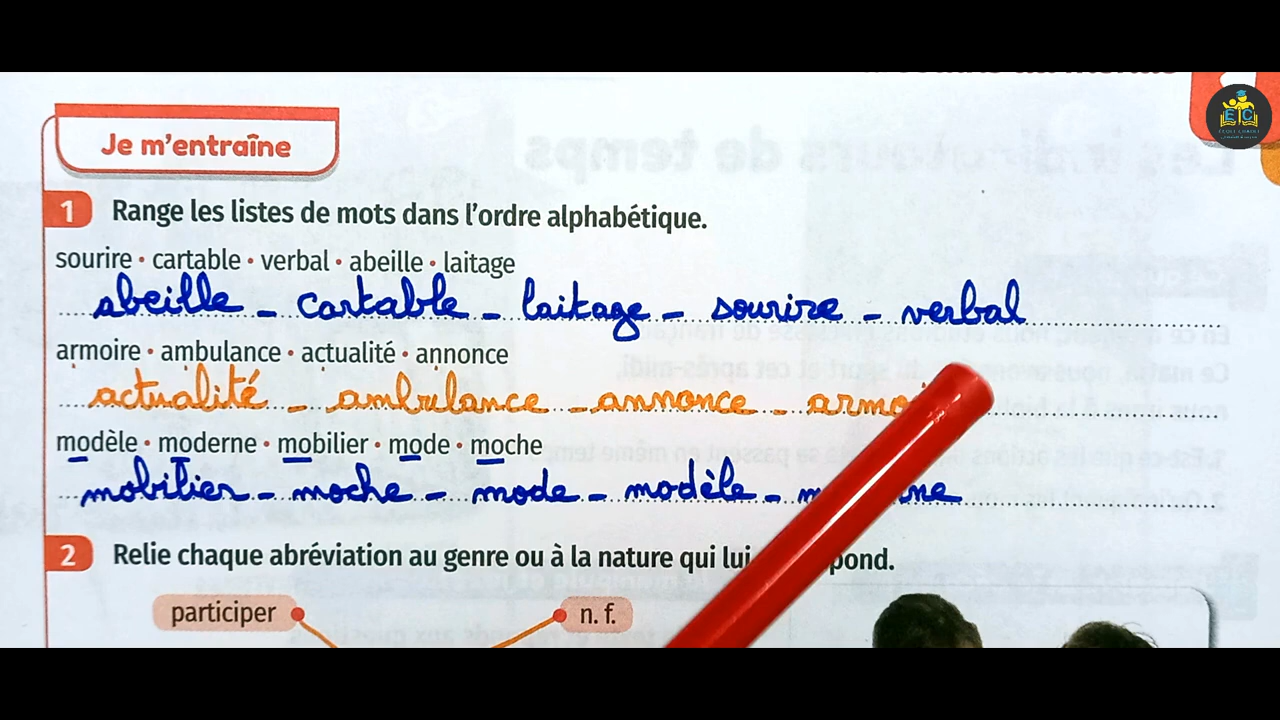 Je m'entraîne
1 Range les listes de mots dans l'ordre alphabétique.
sourire • cartable • verbal • abeille • laitage
abeille - cartable - laitage - sourire - verbal
armoire • ambulance • actualité • annonce
actualité - ambulance - annonce -
modèle • moderne • mobilier • mode • moche
mobilier - moche - mode - modèle -
2 Relie chaque abréviation au genre ou à la nature qui lui
participer n. f.